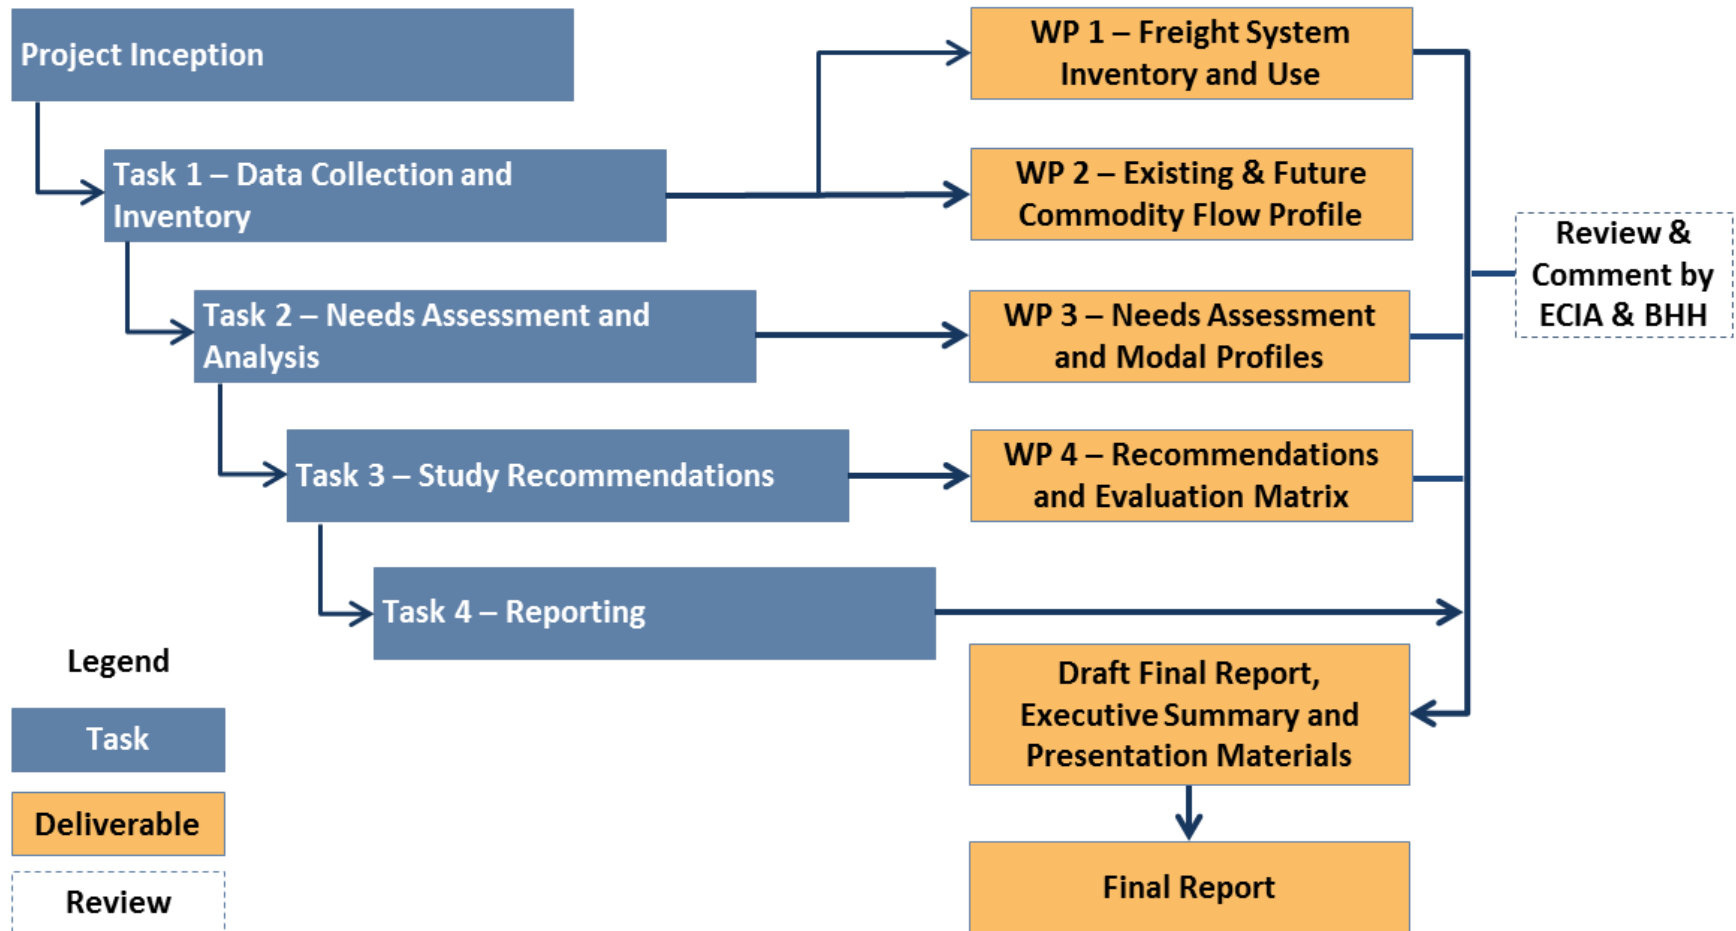 Project Inception
Task 1 – Data Collection and
Inventory
Task 2 – Needs Assessment and
Analysis
Task 3 – Study Recommendations
Task 4 – Reporting
WP 1 – Freight System
Inventory and Use
WP 2 – Existing & Future
Commodity Flow Profile
WP 3 – Needs Assessment
and Modal Profiles
WP 4 – Recommendations
and Evaluation Matrix
Review &
Comment by
ECIA & BHH
Draft Final Report,
Executive Summary and
Presentation Materials
Final Report
Legend
Task
Deliverable
Review